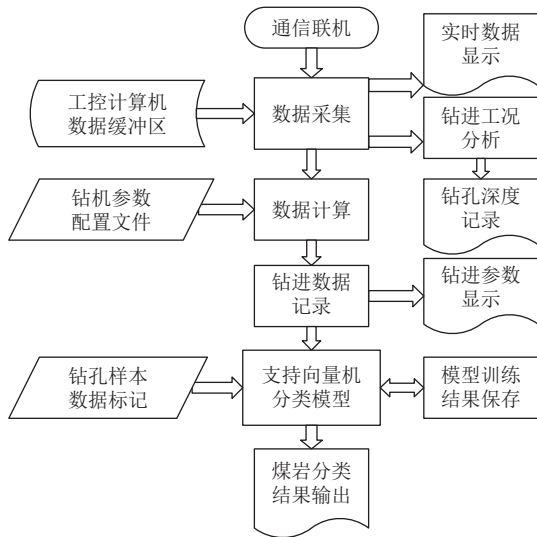 通信联机
实时数据
显示
工控计算机
数据缓冲区
数据采集
钻进工况
分析
钻机参数
配置文件
数据计算
钻孔深度
记录
钻进数据
记录
钻进参数
显示
钻孔样本
数据标记
支持向量机
分类模型
模型训练
结果保存
煤岩分类
结果输出